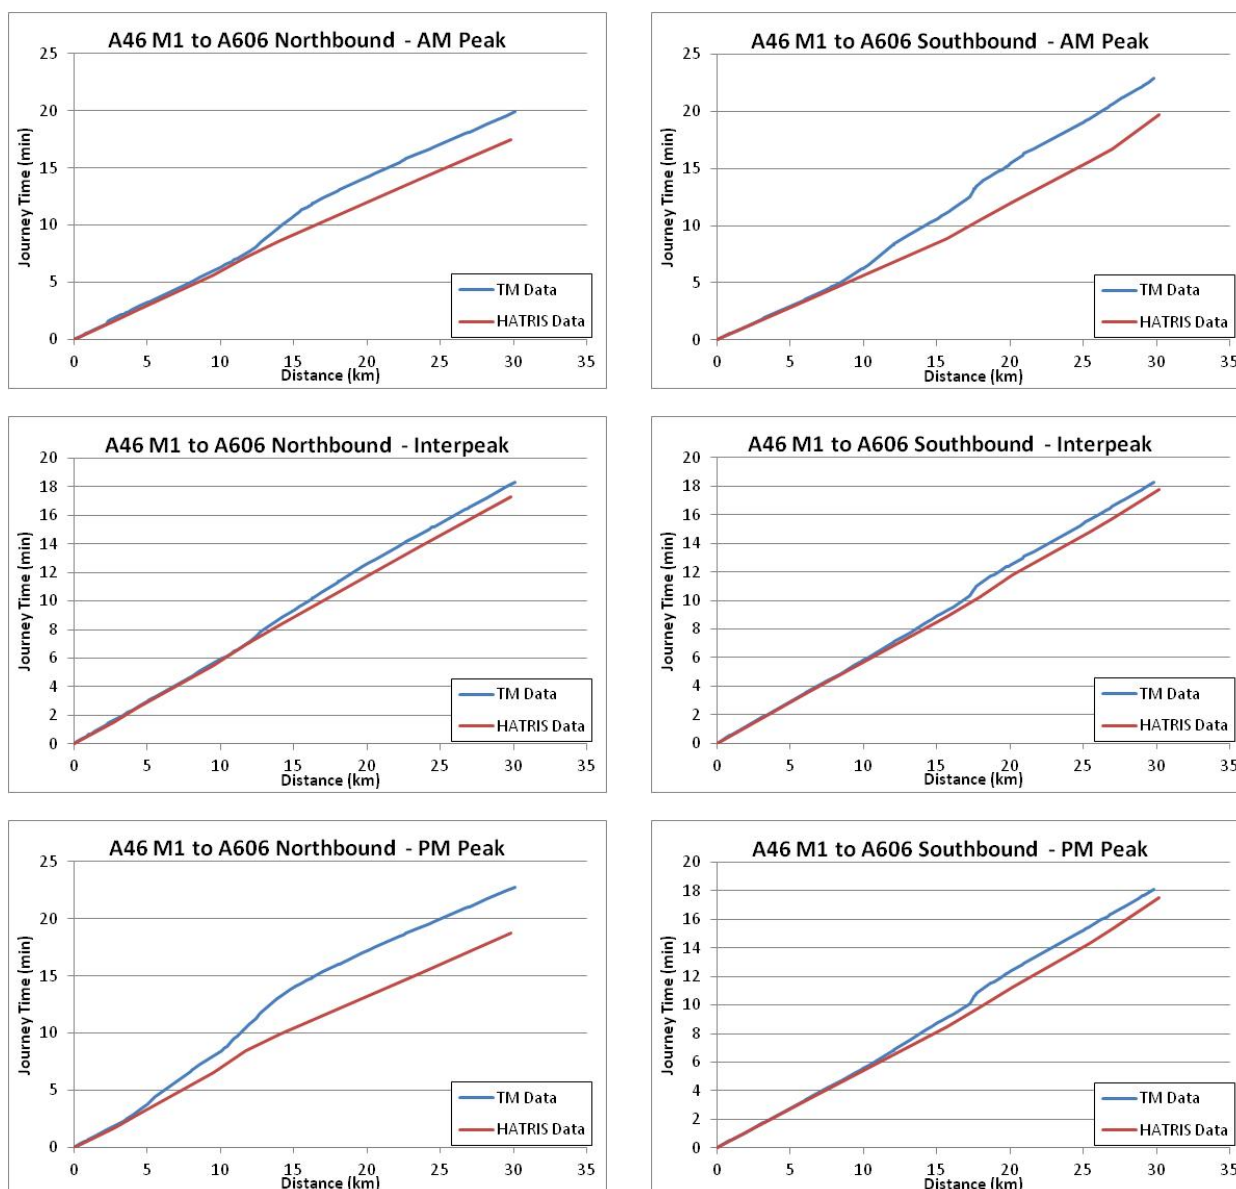 A46 M1 to A606 Northbound - AM Peak
Journey Time (min)
25
20
15
10
5
0
0 5 10 15 20 25 30 35
Distance (km)
TM Data
HATRIS Data
A46 M1 to A606 Southbound - AM Peak
Journey Time (min)
25
20
15
10
5
0
0 5 10 15 20 25 30 35
Distance (km)
TM Data
HATRIS Data
A46 M1 to A606 Northbound - Interpeak
Journey Time (min)
20
18
16
14
12
10
8
6
4
2
0
0 5 10 15 20 25 30 35
Distance (km)
TM Data
HATRIS Data
A46 M1 to A606 Southbound - Interpeak
Journey Time (min)
20
18
16
14
12
10
8
6
4
2
0
0 5 10 15 20 25 30 35
Distance (km)
TM Data
HATRIS Data
A46 M1 to A606 Northbound - PM Peak
Journey Time (min)
25
20
15
10
5
0
0 5 10 15 20 25 30 35
Distance (km)
TM Data
HATRIS Data
A46 M1 to A606 Southbound - PM Peak
Journey Time (min)
20
18
16
14
12
10
8
6
4
2
0
0 5 10 15 20 25 30 35
Distance (km)
TM Data
HATRIS Data